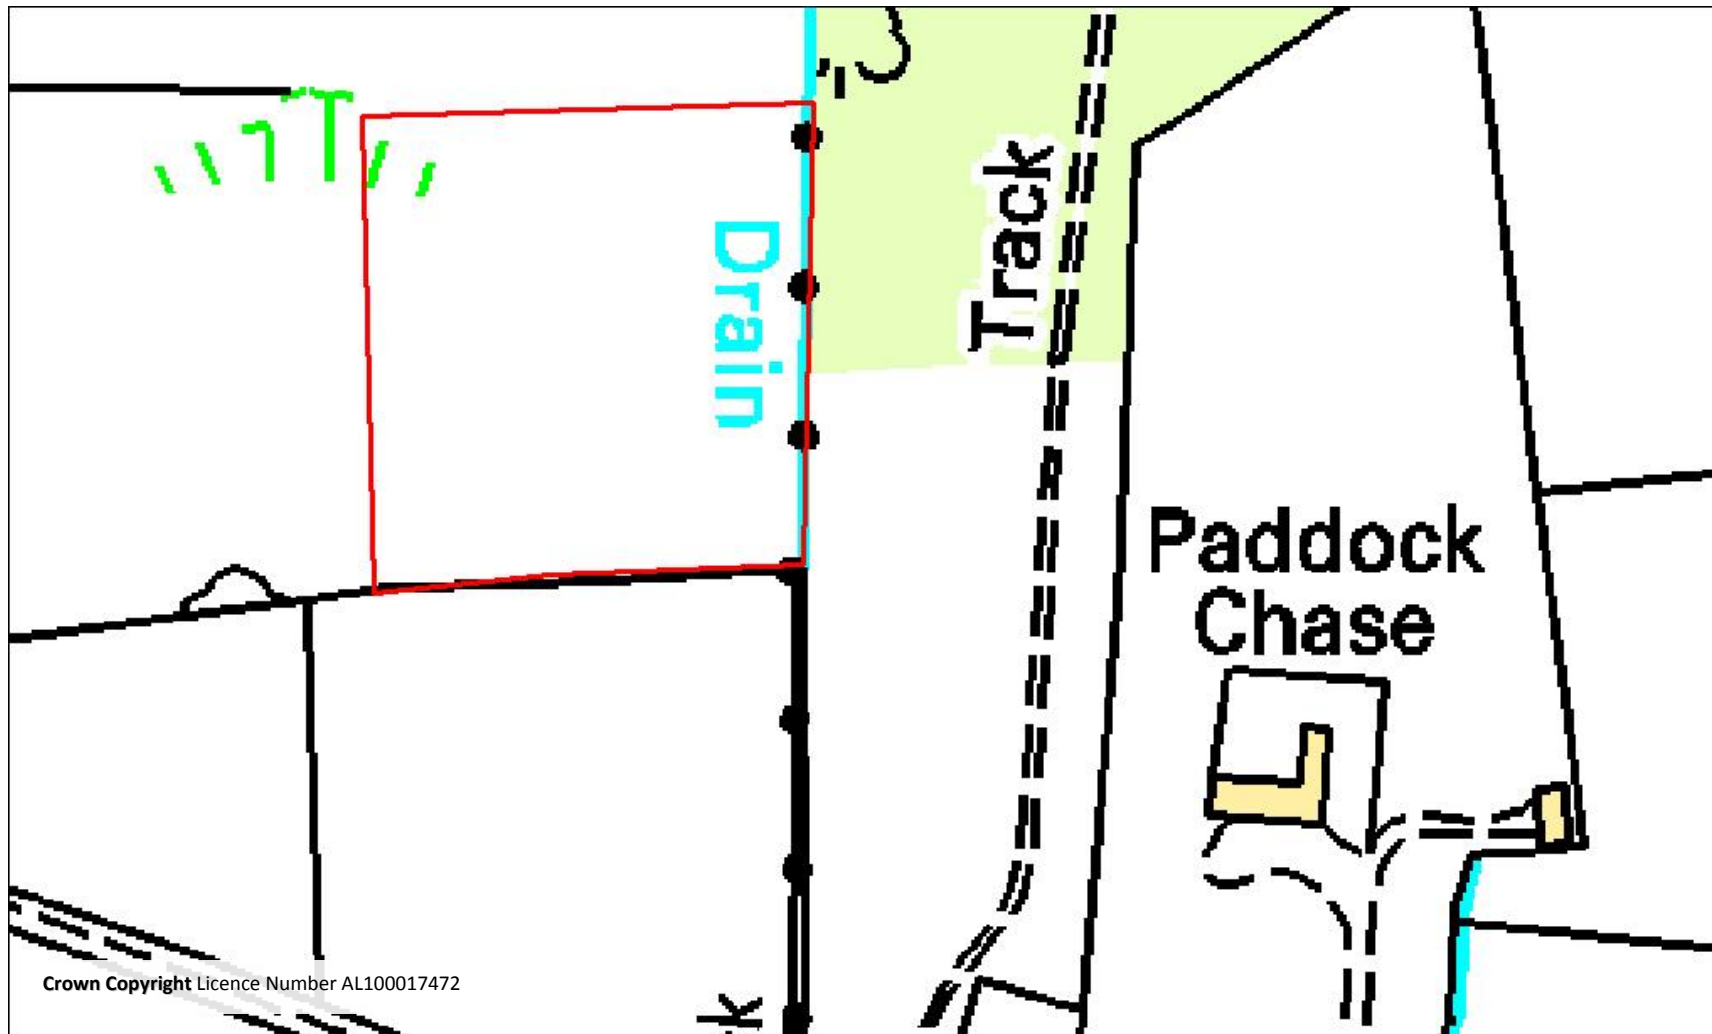 Track
Drain
Paddock
Chase
Crown Copyright Licence Number AL100017472
k